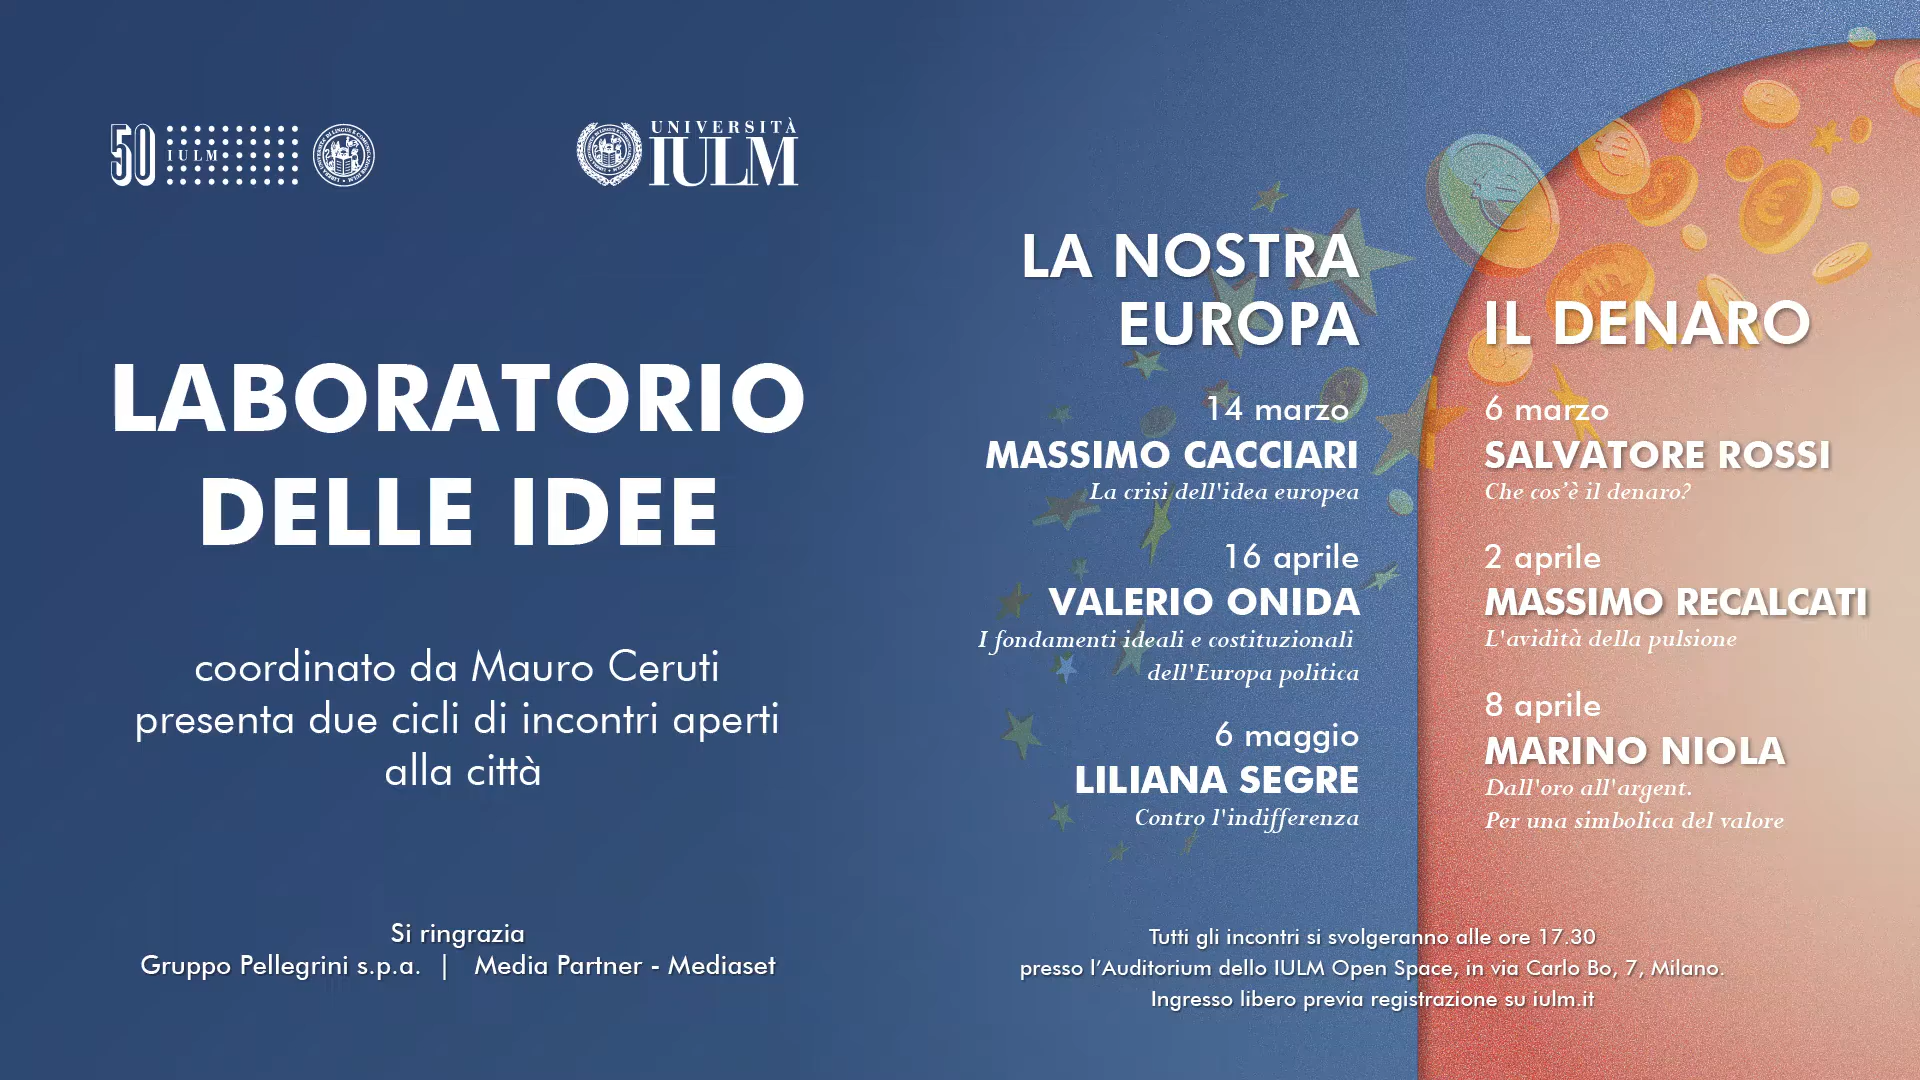 50 IULM
UNIVERSITÀ
IULM
LABORATORIO
DELLE IDEE
coordinato da Mauro Ceruti
presenta due cicli di incontri aperti
alla città
Si ringrazia
Gruppo Pellegrini s.p.a. | Media Partner - Mediaset
LA NOSTRA
EUROPA
14 marzo
MASSIMO CACCIARI
La crisi dell'idea europea
16 aprile
VALERIO ONIDA
I fondamenti ideali e costituzionali
dell'Europa politica
6 maggio
LILIANA SEGRE
Contro l'indifferenza
IL DENARO
6 marzo
SALVATORE ROSSI
Che cos’è il denaro?
2 aprile
MASSIMO RECALCATI
L'avidità della pulsione
8 aprile
MARINO NIOLA
Dall'oro all'argent.
Per una simbolica del valore
Tutti gli incontri si svolgeranno alle ore 17.30
presso l’Auditorium dello IULM Open Space, in via Carlo Bo, 7, Milano.
Ingresso libero previa registrazione su iulm.it